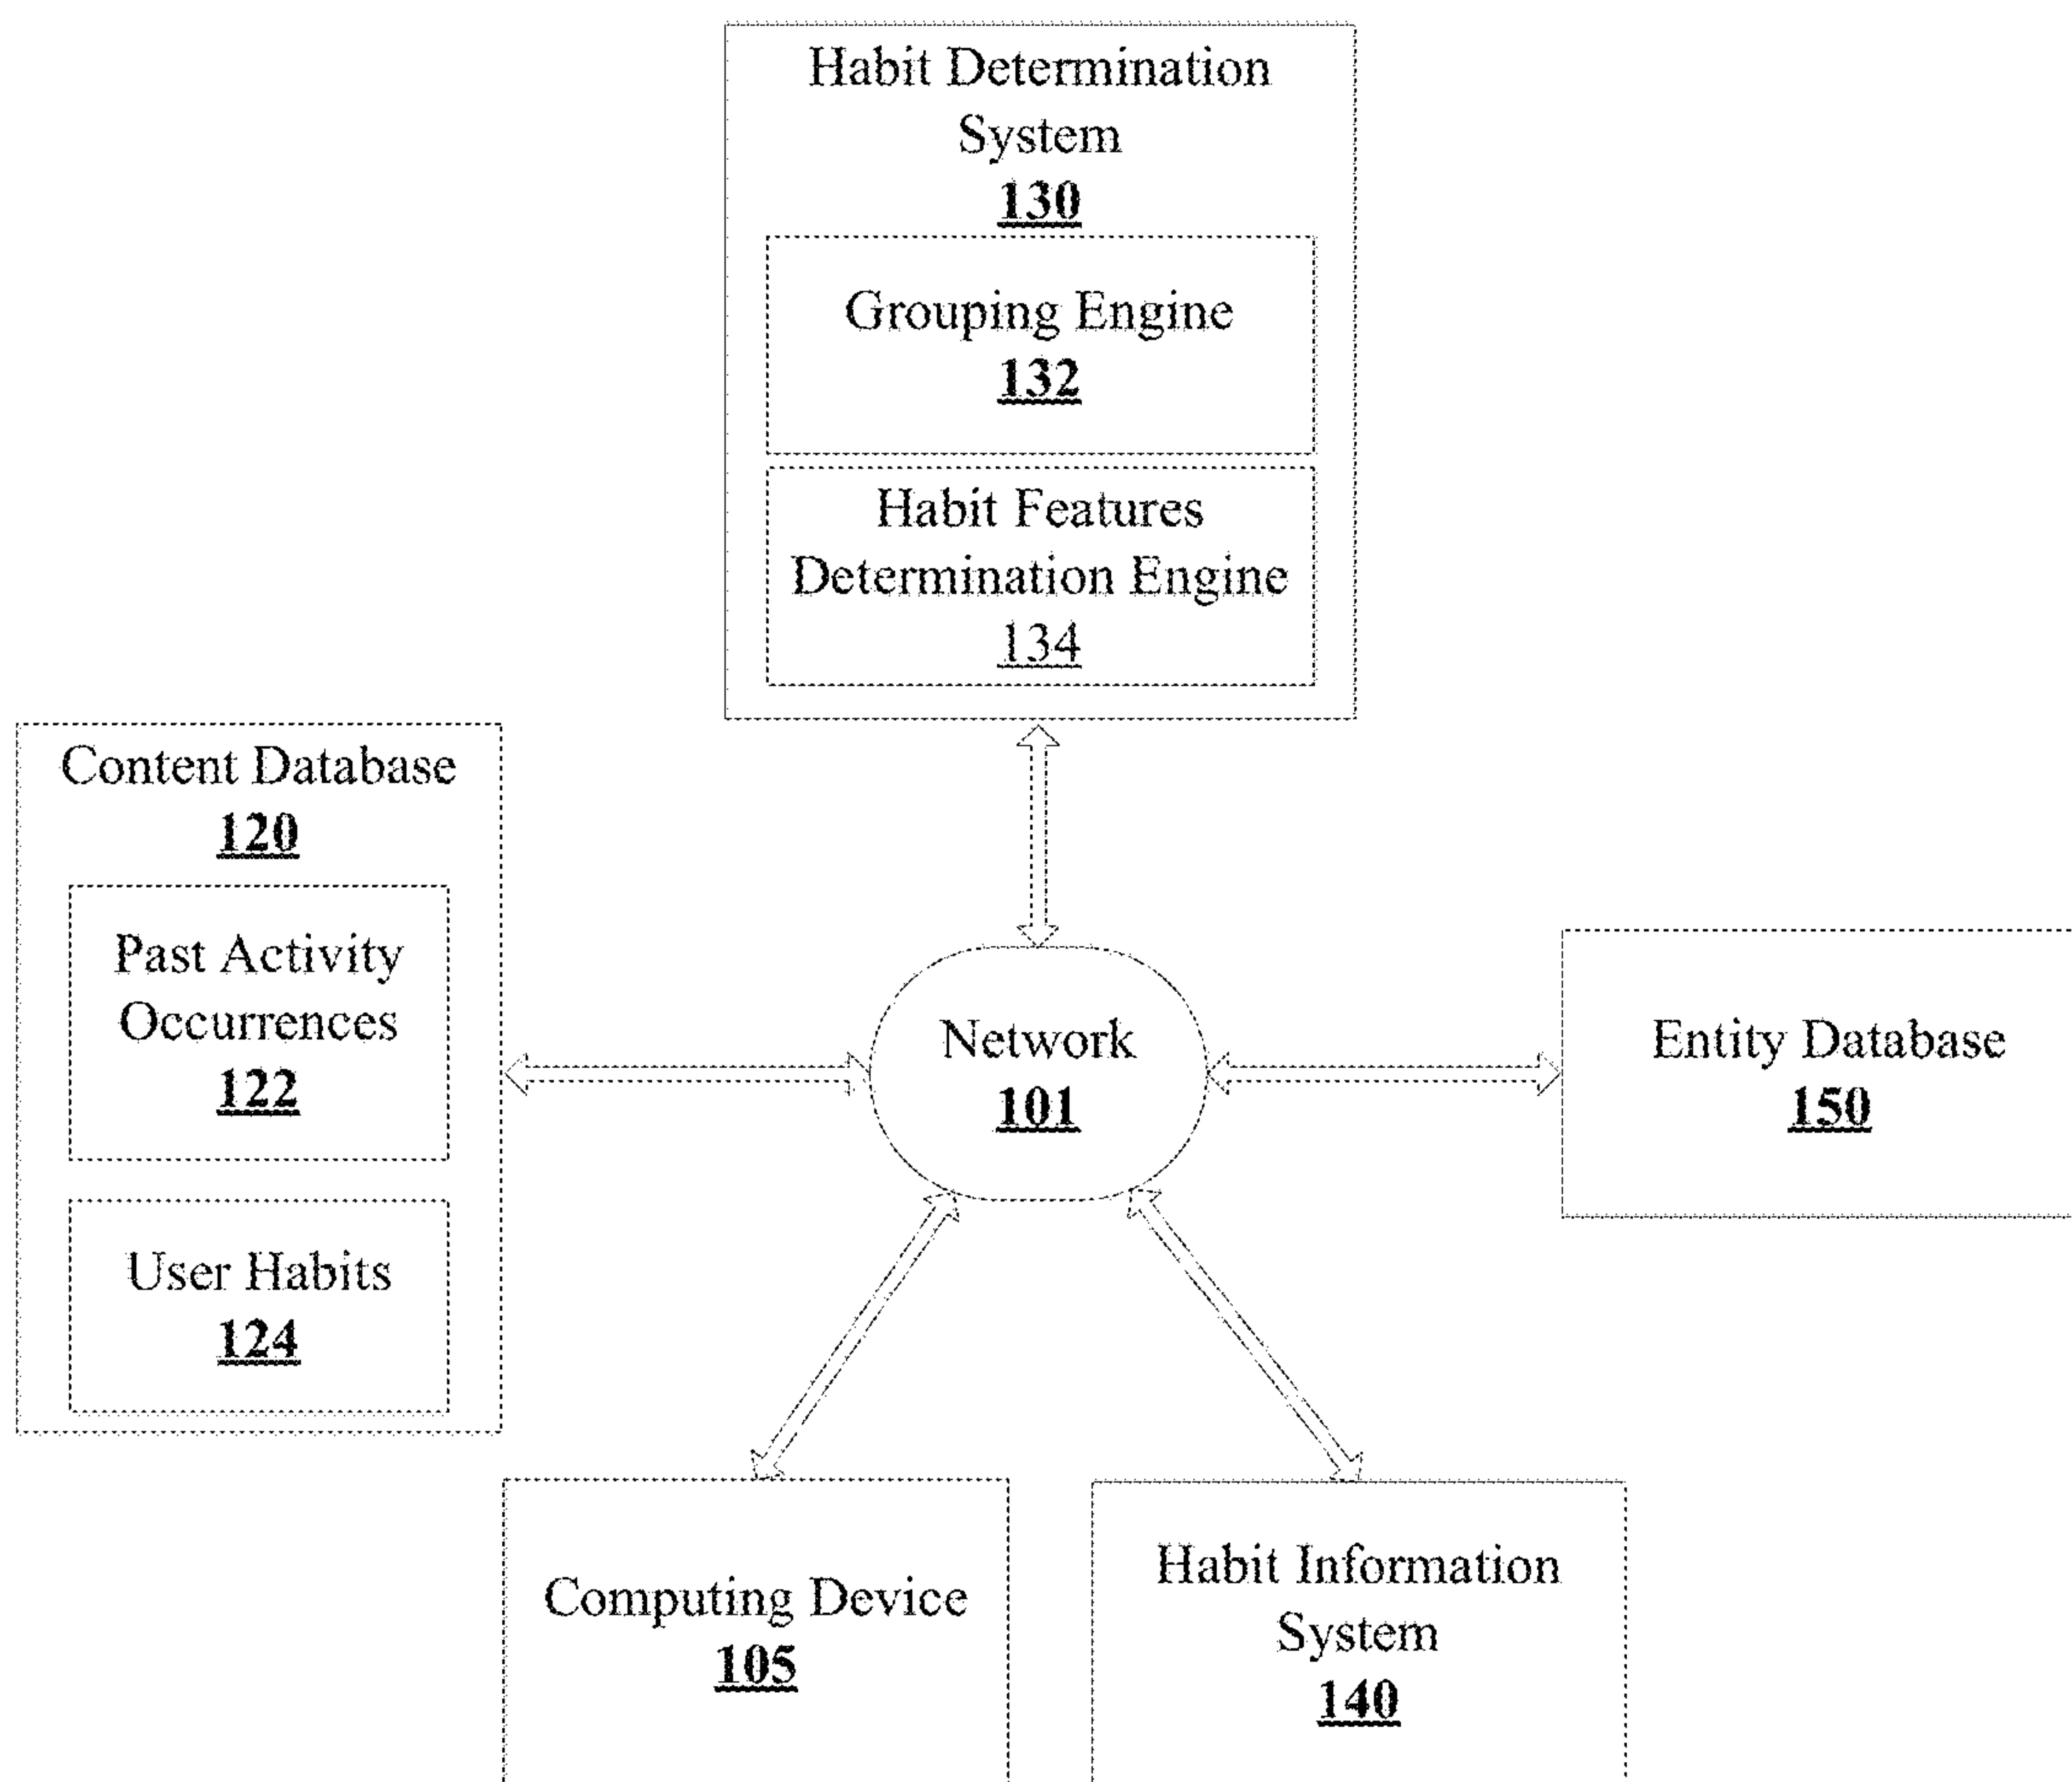 Habit Determination
System
130
Grouping Engine
132
Habit Features
Determination Engine
134
Content Database
120
Past Activity
Occurrences
122
User Habits
124
Network
101
Entity Database
150
Computing Device
105
Habit Information
System
140